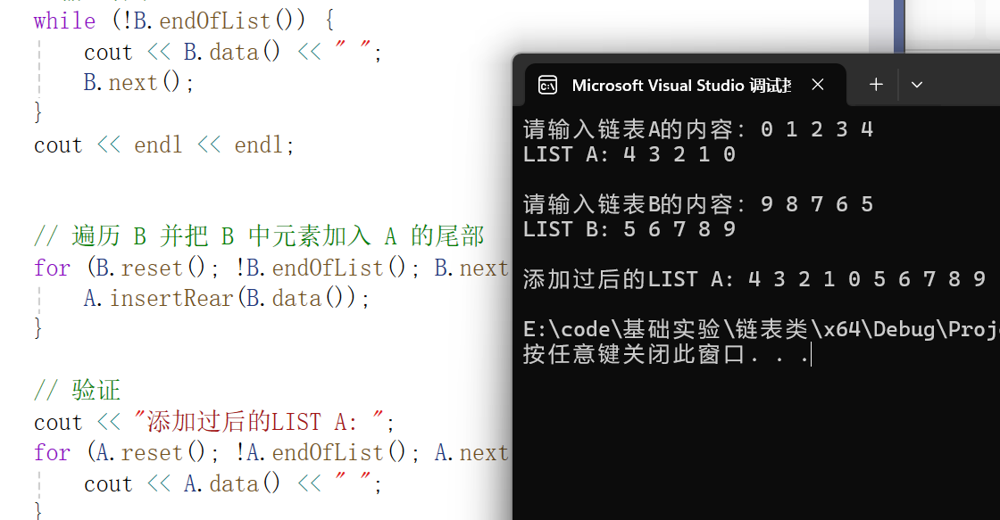 while (!B.endOfList()) {
cout << B.data() << " ";
B.next();
}
cout << endl << endl;
// 遍历 B 并把 B 中元素加入 A 的尾部
for (B.reset(); !B.endOfList(); B.next
A.insertRear(B.data());
}
// 验证
cout << "添加过后的LIST A: ";
for (A.reset(); !A.endOfList(); A.next
cout << A.data() << " ";
}
Microsoft Visual Studio 调试控
请输入链表A的内容: 0 1 2 3 4
LIST A: 4 3 2 1 0
请输入链表B的内容: 9 8 7 6 5
LIST B: 5 6 7 8 9
添加过后的LIST A: 4 3 2 1 0 5 6 7 8 9
E:\code\基础实验\链表类\x64\Debug\Proj
按任意键关闭此窗口. . .